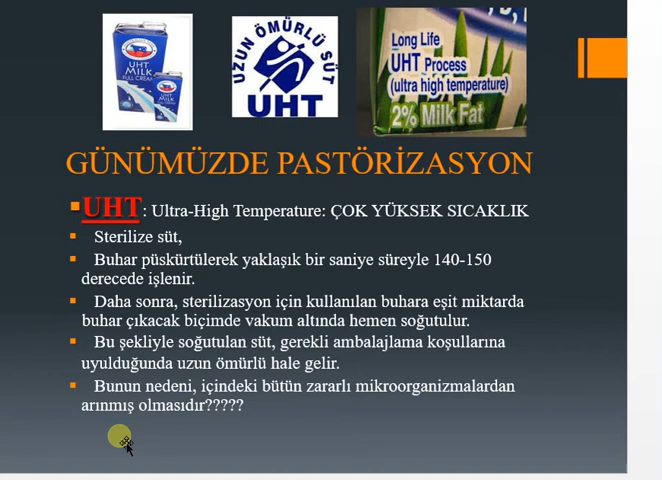 UHT
MILK
FULL CREAM
UHT
MILK
UZUN ÖMÜRLÜ SÜT
UHT
Long Life
UHT Process
(ultra high temperature)
2% Milk Fat
GÜNÜMÜZDE PASTÖRİZASYON
UHT: Ultra-High Temperature: ÇOK YÜKSEK SICAKLIK
Sterilize süt,
Buhar püskürtülerek yaklaşık bir saniye süreyle 140-150
derecede işlenir.
Daha sonra, sterilizasyon için kullanılan buhara eşit miktarda
buhar çıkacak biçimde vakum altında hemen soğutulur.
Bu şekliyle soğutulan süt, gerekli ambalajlama koşullarına
uyulduğunda uzun ömürlü hale gelir.
Bunun nedeni, içindeki bütün zararlı mikroorganizmalardan
arınmış olmasıdır?????